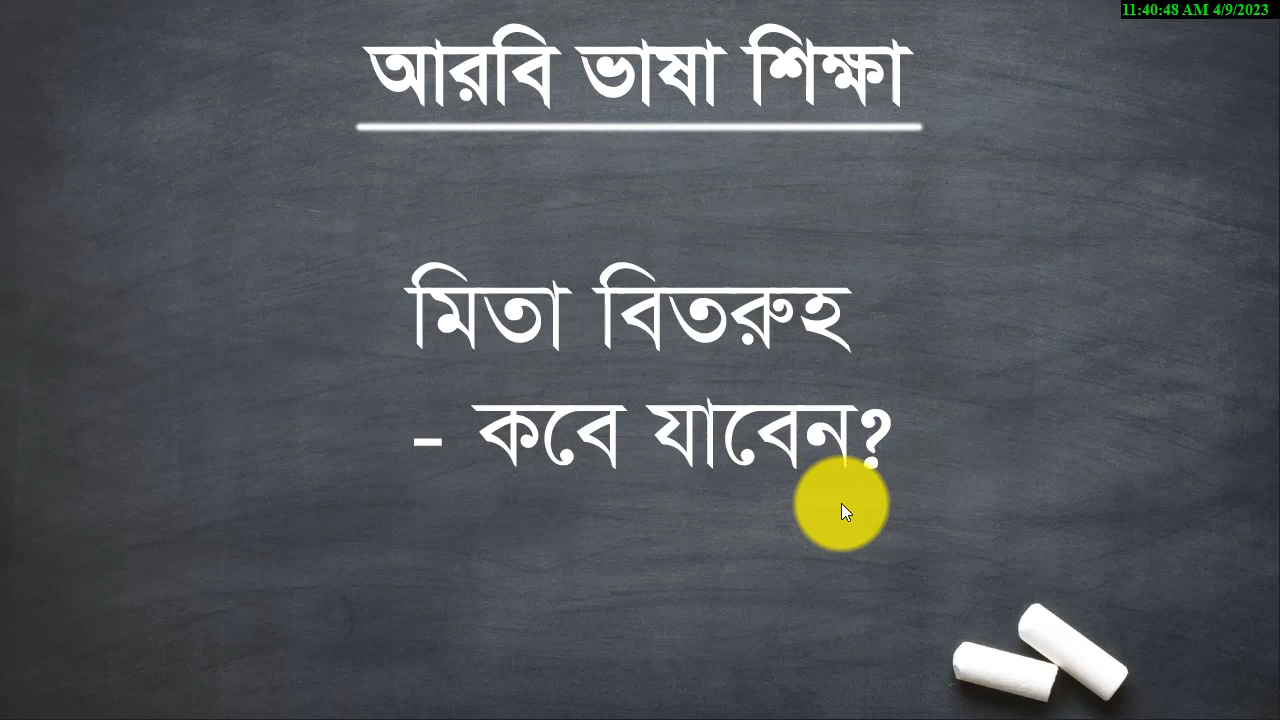 11:40:48 AM 4/9/2023
আরবি ভাষা শিক্ষা
মিতা বিতরুহ
- কবে যাবেন?